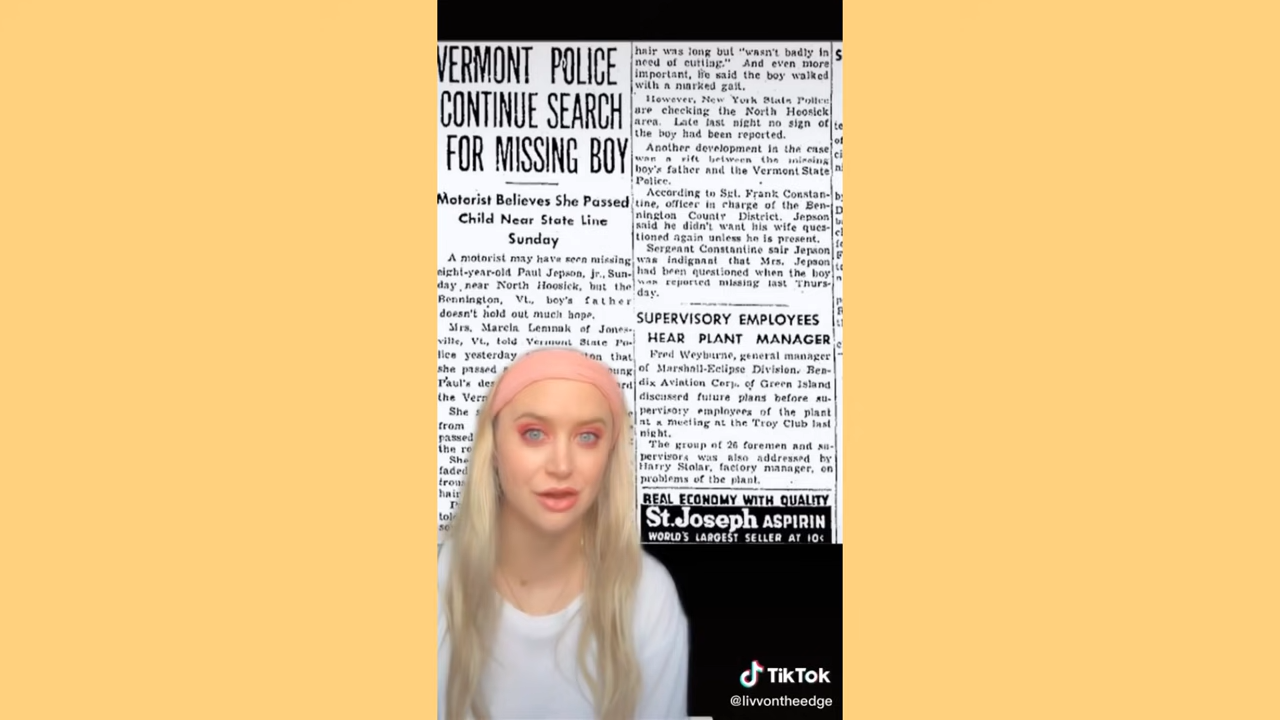 VERMONT POLICE
CONTINUE SEARCH
FOR MISSING BOY
Motorist Believes She Passed
Child Near State Line
Sunday
A motorist may have seen missing
eight-year-old Paul Jepson, jr., Sun-
day near North Hoosick, but the
Bennington, Vt., boy's father
doesn't hold out much hope.
Mrs. Marcia Lemnak of Jones-
ville, Vt., told Vermont State Po-
lice yesterday that
she passed
Paul's
the
She
from
passed
the
She
faded
hair
hair was long but "wasn't badly in
need of cutting." And even more
important, he said the boy walked
with a marked gait.
However, New York State Police
are checking the North Hoosick
area. Late last night no sign of
the boy had been reported.
Another development in the case
was a rift between the missing
boy's father and the Vermont State
Police.
According to Sgt. Frank Constan-
tine, officer in charge of the Ben-
nington County District, Jepson
said he didn't want his wife ques-
tioned again unless he is present.
Sergeant Constantine sair Jepson
was indignant that Mrs. Jepson
had been questioned when the boy
was reported missing last Thurs-
day.
SUPERVISORY EMPLOYEES
HEAR PLANT MANAGER
Fred Weyburne, general manager
of Marshall-Eclipse Division, Ben-
dix Aviation Corp. of Green Island
discussed future plans before su-
pervisory employees of the plant
at a meeting at the Troy Club last
night.
The group of 26 foremen and su-
pervisors was also addressed by
Harry Stolar, factory manager, on
problems of the plant.
REAL ECONOMY WITH QUALITY
St.Joseph ASPIRIN
WORLD'S LARGEST SELLER AT 10¢
TikTok
@livvontheedge